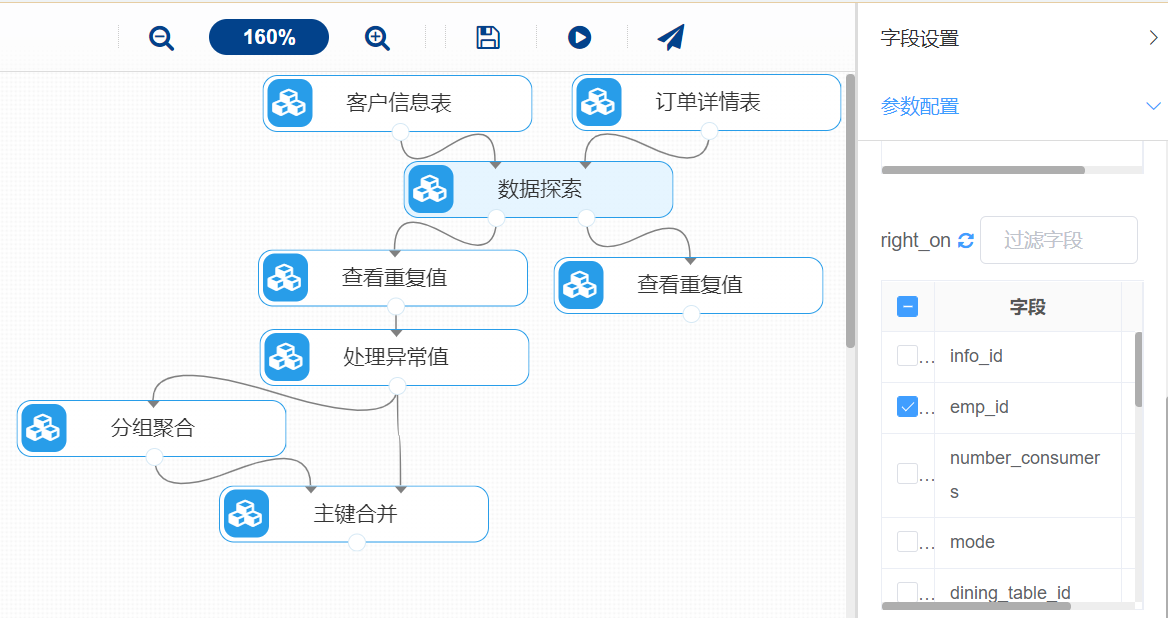 160%
客户信息表
订单详情表
数据探索
查看重复值
查看重复值
处理异常值
分组聚合
主键合并
字段设置
参数配置
right_on
过滤字段
字段
... info_id
... emp_id
... number_consumer
s
... mode
... dining_table_id